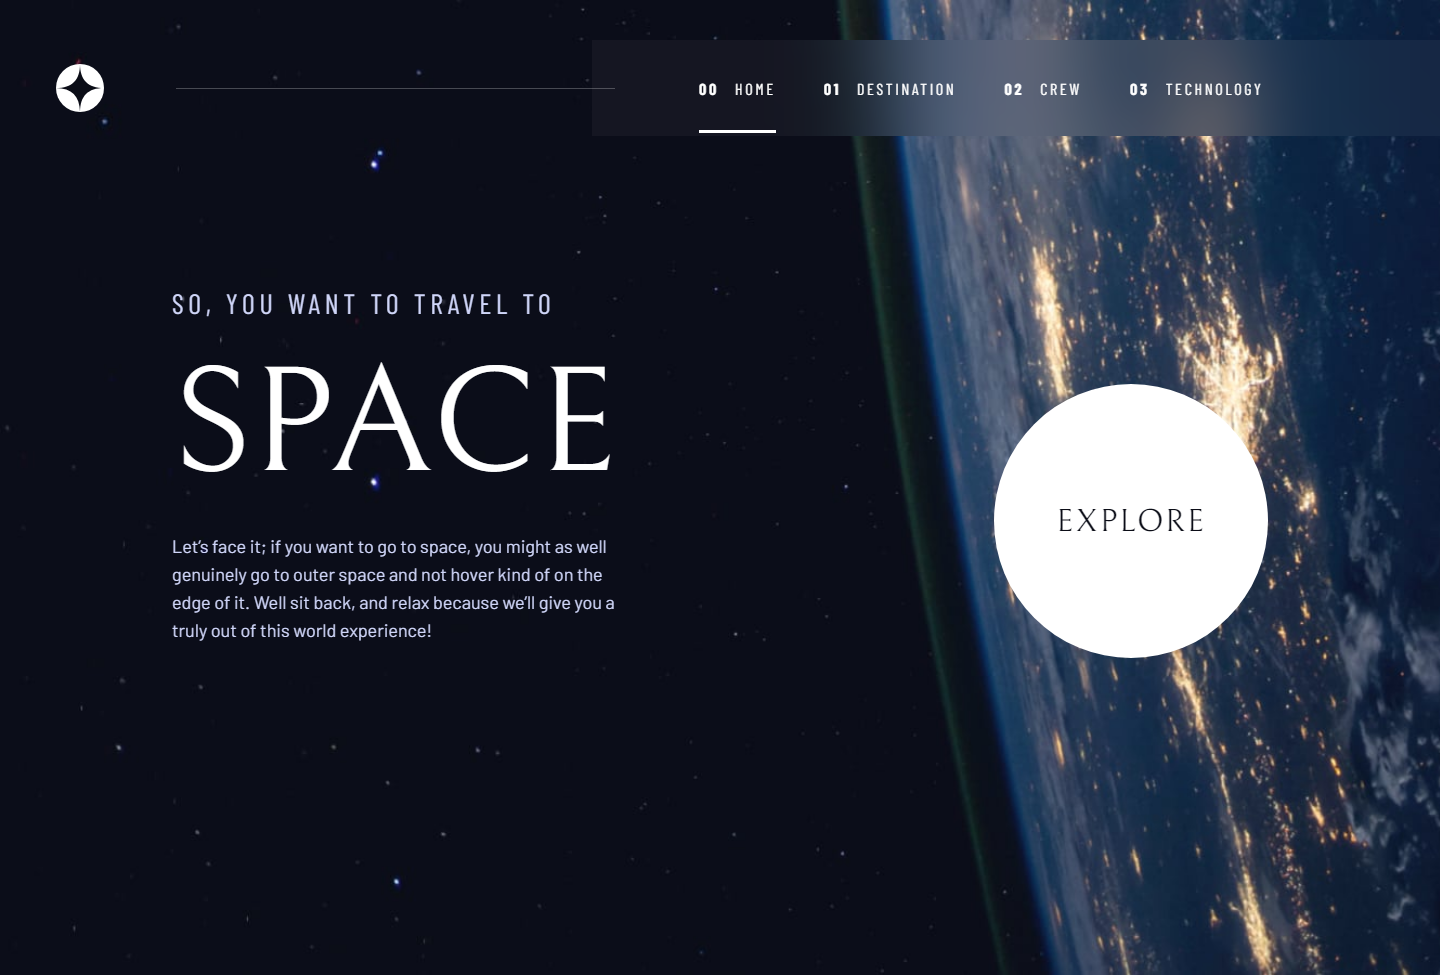 00 HOME 01 DESTINATION 02 CREW 03 TECHNOLOGY
SO, YOU WANT TO TRAVEL TO
SPACE
Let’s face it; if you want to go to space, you might as well
genuinely go to outer space and not hover kind of on the
edge of it. Well sit back, and relax because we’ll give you a
truly out of this world experience!
EXPLORE